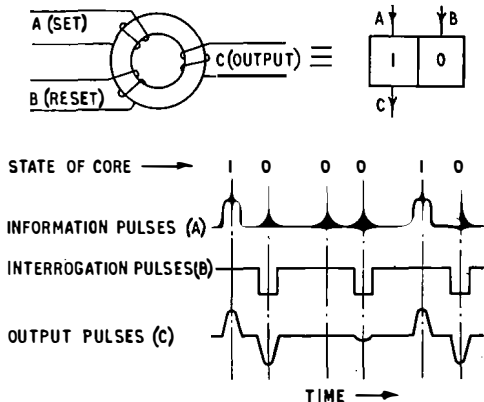 A (SET)
B (RESET)
C (OUTPUT)
A B
1 0
C
STATE OF CORE 1 0 0 0 1 0
INFORMATION PULSES (A)
INTERROGATION PULSES(B)
OUTPUT PULSES (C)
TIME